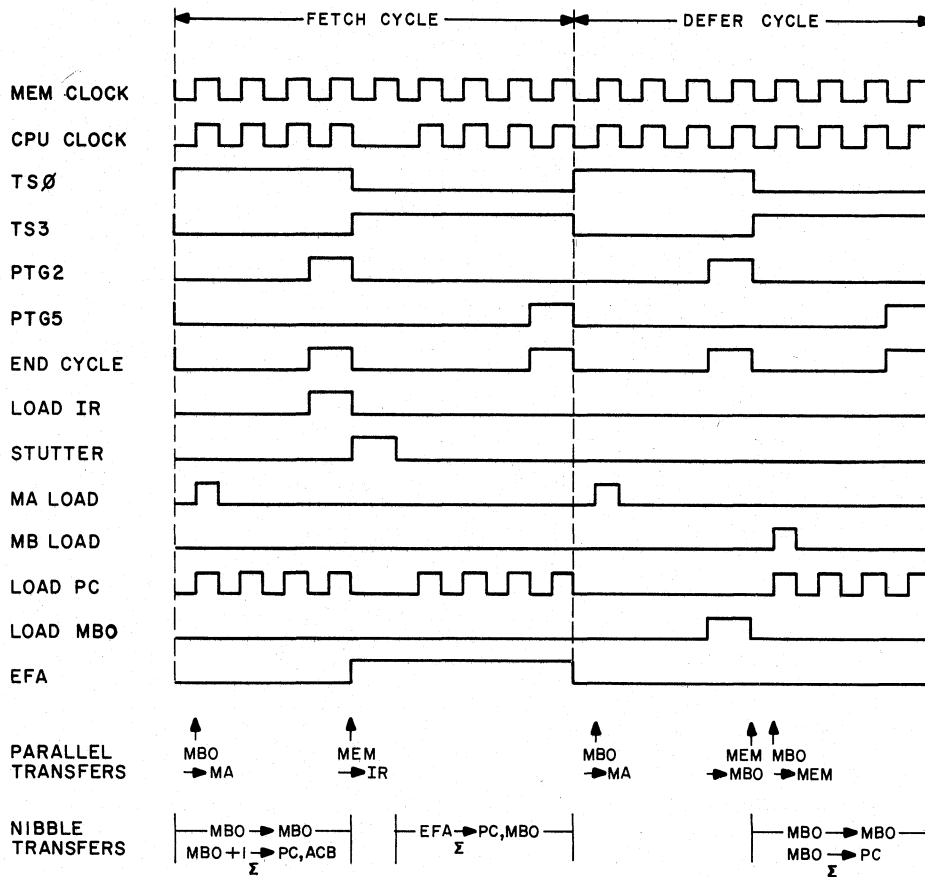 FETCH CYCLE DEFER CYCLE
MEM CLOCK
CPU CLOCK
TSØ
TS3
PTG2
PTG5
END CYCLE
LOAD IR
STUTTER
MA LOAD
MB LOAD
LOAD PC
LOAD MBO
EFA
PARALLEL TRANSFERS
MBO →MA
MEM →IR
MBO →MA
MEM →MBO
MBO →MEM
NIBBLE TRANSFERS
MBO → MBO
MBO+1 → PC,ACB
Σ
EFA → PC,MBO
Σ
MBO → MBO
MBO → PC
Σ